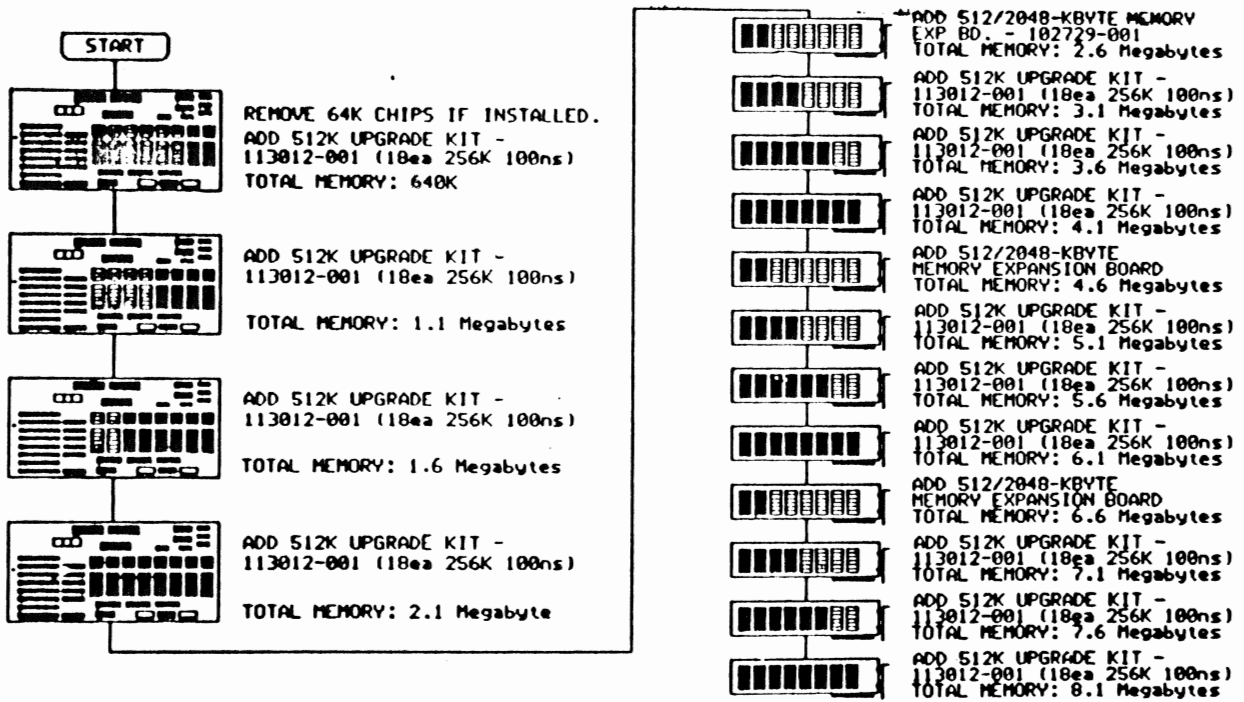 START
REMOVE 64K CHIPS IF INSTALLED.
ADD 512K UPGRADE KIT -
113012-001 (18ea 256K 100ns)
TOTAL MEMORY: 640K
ADD 512K UPGRADE KIT -
113012-001 (18ea 256K 100ns)
TOTAL MEMORY: 1.1 Megabytes
ADD 512K UPGRADE KIT -
113012-001 (18ea 256K 100ns)
TOTAL MEMORY: 1.6 Megabytes
ADD 512K UPGRADE KIT -
113012-001 (18ea 256K 100ns)
TOTAL MEMORY: 2.1 Megabyte
ADD 512/2048-KBYTE MEMORY
EXP BD. - 102729-001
TOTAL MEMORY: 2.6 Megabytes
ADD 512K UPGRADE KIT -
113012-001 (18ea 256K 100ns)
TOTAL MEMORY: 3.1 Megabytes
ADD 512K UPGRADE KIT -
113012-001 (18ea 256K 100ns)
TOTAL MEMORY: 3.6 Megabytes
ADD 512K UPGRADE KIT -
113012-001 (18ea 256K 100ns)
TOTAL MEMORY: 4.1 Megabytes
ADD 512/2048-KBYTE
MEMORY EXPANSION BOARD
TOTAL MEMORY: 4.6 Megabytes
ADD 512K UPGRADE KIT -
113012-001 (18ea 256K 100ns)
TOTAL MEMORY: 5.1 Megabytes
ADD 512K UPGRADE KIT -
113012-001 (18ea 256K 100ns)
TOTAL MEMORY: 5.6 Megabytes
ADD 512K UPGRADE KIT -
113012-001 (18ea 256K 100ns)
TOTAL MEMORY: 6.1 Megabytes
ADD 512/2048-KBYTE
MEMORY EXPANSION BOARD
TOTAL MEMORY: 6.6 Megabytes
ADD 512K UPGRADE KIT -
113012-001 (18ea 256K 100ns)
TOTAL MEMORY: 7.1 Megabytes
ADD 512K UPGRADE KIT -
113012-001 (18ea 256K 100ns)
TOTAL MEMORY: 7.6 Megabytes
ADD 512K UPGRADE KIT -
113012-001 (18ea 256K 100ns)
TOTAL MEMORY: 8.1 Megabytes